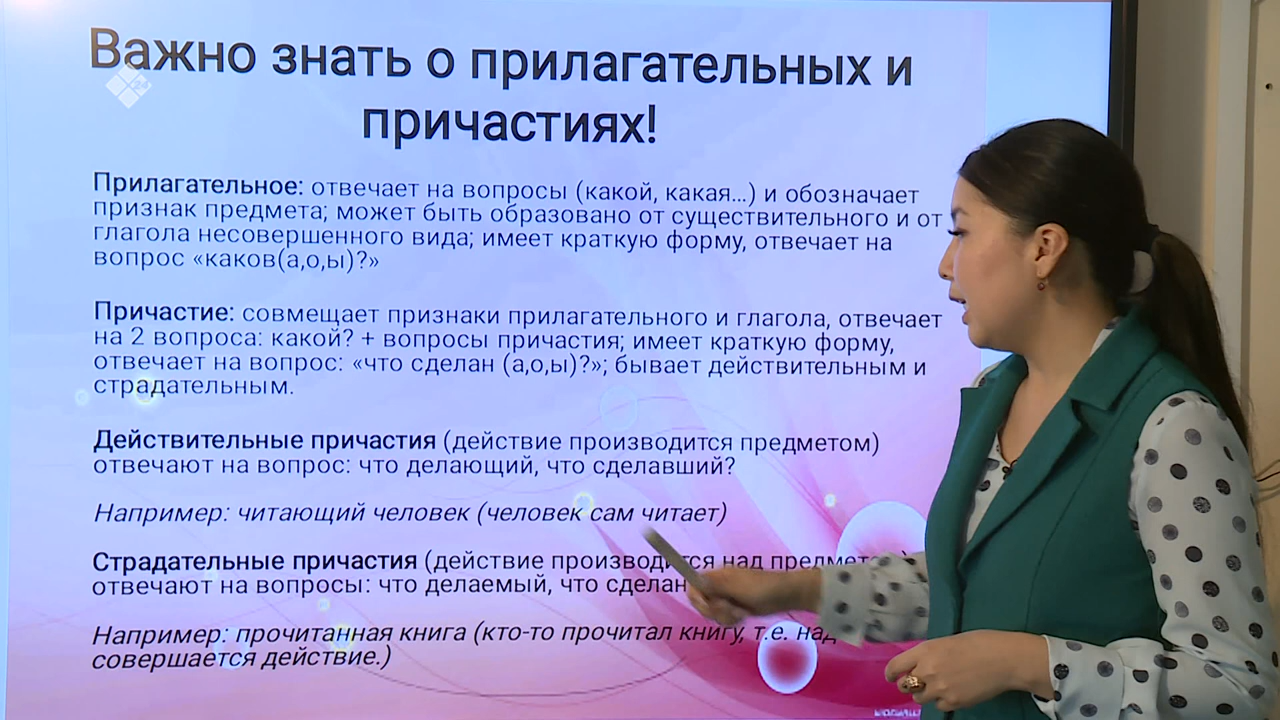 Важно знать о прилагательных и
причастиях!
24
Прилагательное: отвечает на вопросы (какой, какая...) и обозначает
признак предмета; может быть образовано от существительного и от
глагола несовершенного вида; имеет краткую форму, отвечает на
вопрос «каков(а,о,ы)?»
Причастие: совмещает признаки прилагательного и глагола, отвечает
на 2 вопроса: какой? + вопросы причастия; имеет краткую форму,
отвечает на вопрос: «что сделан (а,о,ы)?»; бывает действительным и
страдательным.
Действительные причастия (действие производится предметом)
отвечают на вопрос: что делающий, что сделавший?
Например: читающий человек (человек сам читает)
Страдательные причастия (действие производится над
отвечают на вопросы: что делаемый, что
Например: прочитанная книга (кто-то прочитал книгу, т.е. над
совершается действие.)